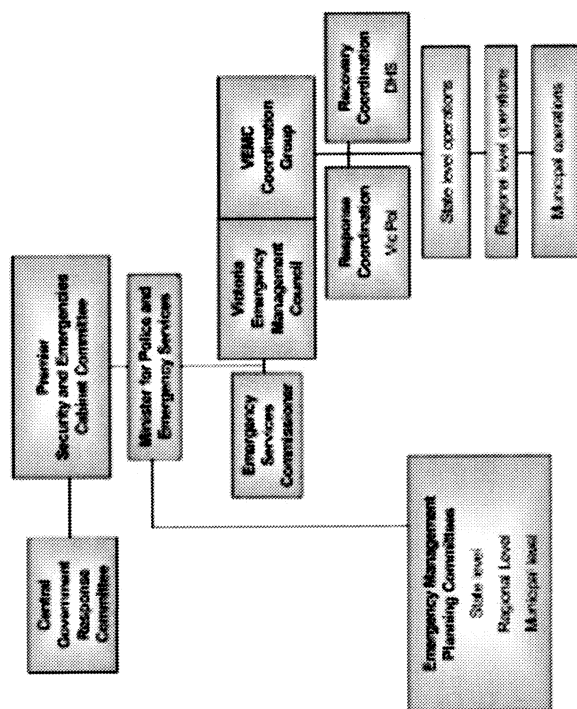 Central
Government
Response
Committee
Premier
Security and Emergencies
Cabinet Committee
Minister for Police and
Emergency Services
Emergency
Services
Commissioner
Victoria
Emergency
Management
Council
VEMC
Coordination
Group
Response
Coordination
Vic Pol
Recovery
Coordination
DHS
State level operations
Regional level operations
Municipal operations
Emergency Management
Planning Committees
State level
Regional Level
Municipal level